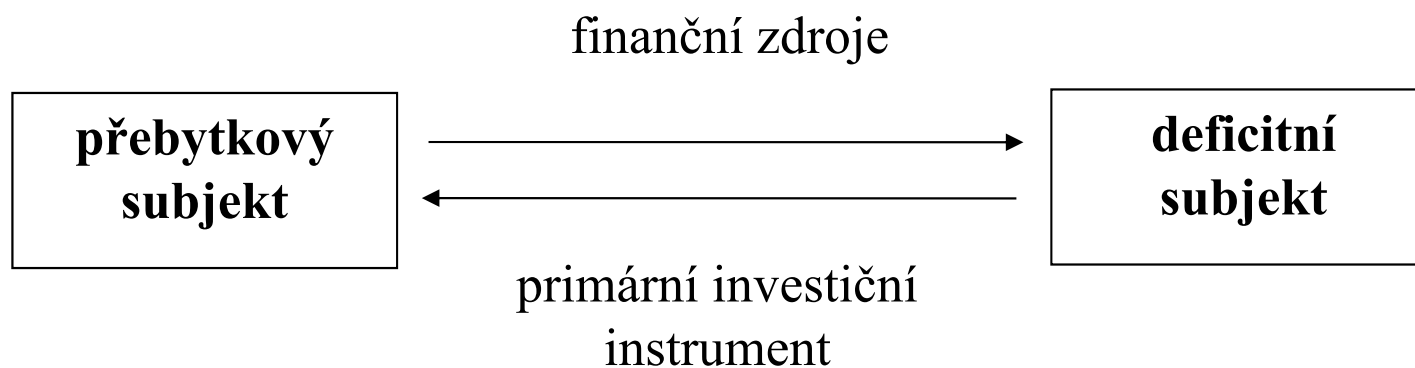 finanční zdroje
přebytkový
subjekt
deficitní
subjekt
primární investiční
instrument